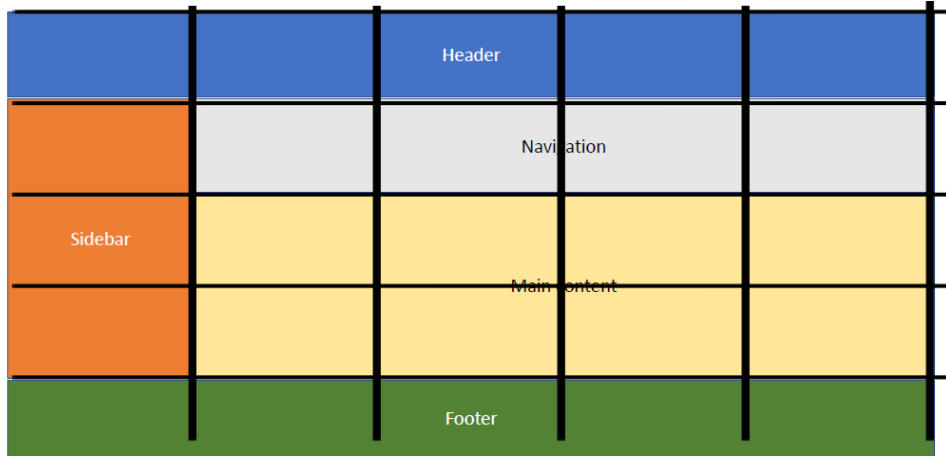 Header
Navigation
Sidebar
Main content
Footer